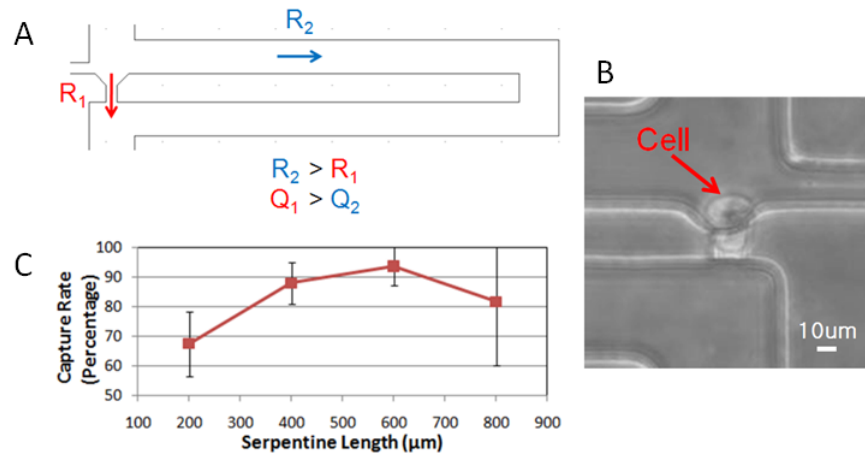 A
R₂
R₁
R₂ > R₁
Q₁ > Q₂
B
Cell
10um
C
Capture Rate
(Percentage)
100
90
80
70
60
50
100 200 300 400 500 600 700 800 900
Serpentine Length (µm)